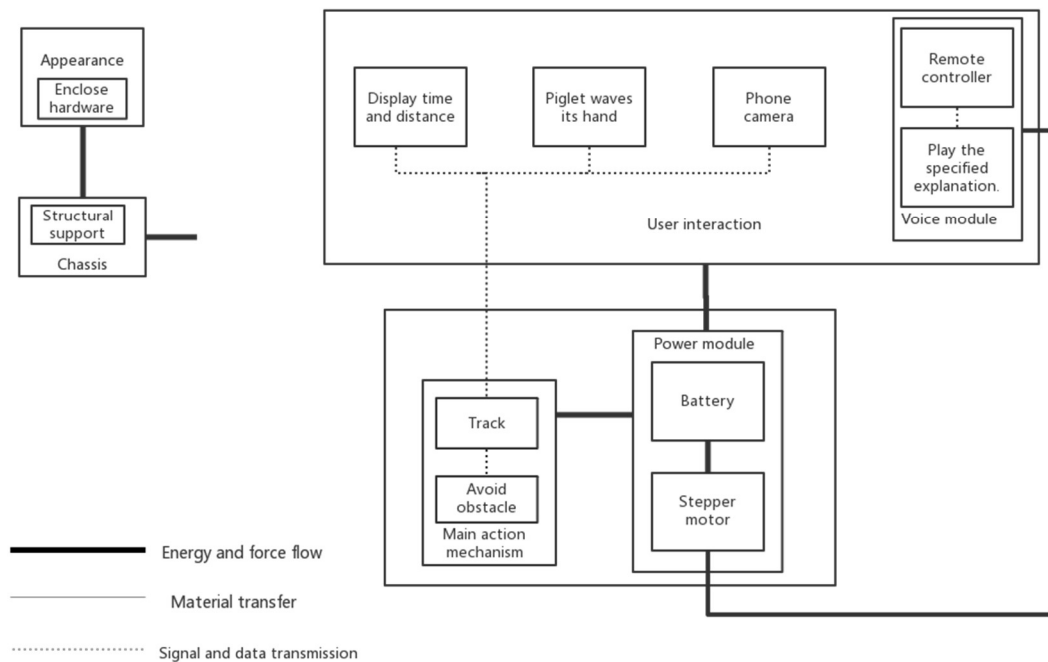 Appearance
Enclose
hardware
Structural
support
Chassis
Display time
and distance
Piglet waves
its hand
Phone
camera
Remote
controller
Play the
specified
explanation.
Voice module
User interaction
Power module
Battery
Stepper
motor
Track
Avoid
obstacle
Main action
mechanism
Energy and force flow
Material transfer
Signal and data transmission